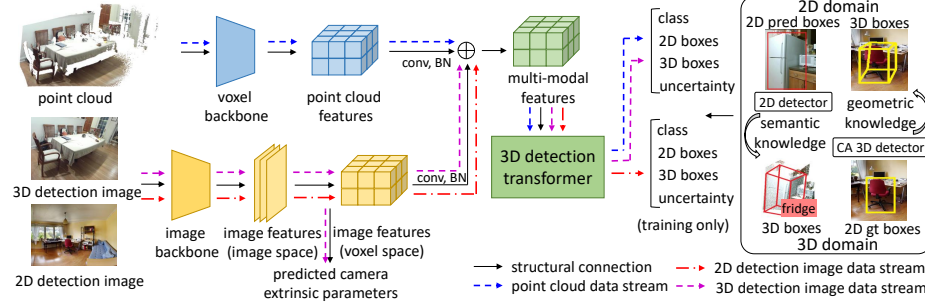 point cloud
3D detection image
2D detection image
voxel
backbone
point cloud
features
conv, BN
multi-modal
features
3D detection
transformer
image
backbone
image features
(image space)
image features
(voxel space)
conv, BN
predicted camera
extrinsic parameters
class
2D boxes
3D boxes
uncertainty
class
2D boxes
3D boxes
uncertainty
(training only)
2D domain
2D pred boxes
3D boxes
2D detector
semantic
knowledge
geometric
knowledge
CA 3D detector
fridge
3D boxes
2D gt boxes
3D domain
structural connection
point cloud data stream
2D detection image data stream
3D detection image data stream